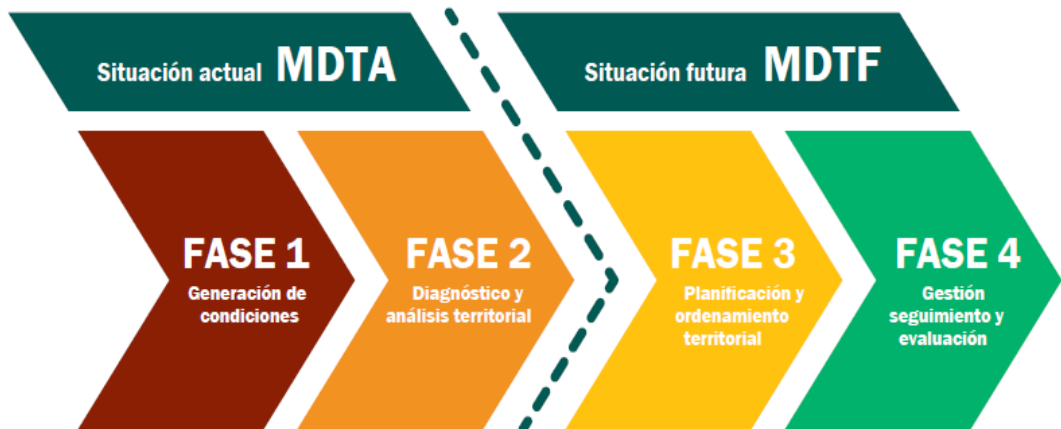 Situación actual MDTA
Situación futura MDTF
FASE 1
Generación de
condiciones
FASE 2
Diagnóstico y
análisis territorial
FASE 3
Planificación y
ordenamiento
territorial
FASE 4
Gestión
seguimiento y
evaluación